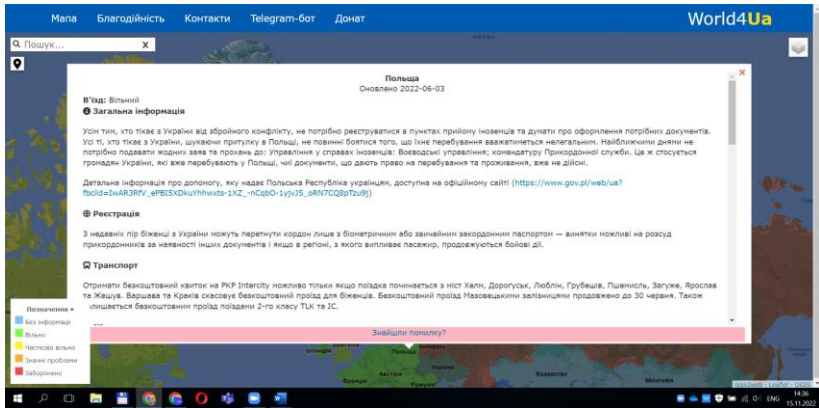 Мапа Благодійність Контакти Telegram-бот Донат World4Ua
Пошук... X
Польща
Оновлено 2022-06-03
В'їзд: Вільний
Загальна інформація
Усім тим, хто тікає з України від збройного конфлікту, не потрібно реєструватися в пунктах прийому іноземців та думати про оформлення потрібних документів.
Усі ті, хто тікає з України, шукаючи притулку в Польщі, не повинні боятися того, що їхнє перебування вважатиметься нелегальним. Найближчими днями не
потрібно подавати жодних заяв та прохань до: Управління у справах іноземців; Воєводські управління; комендатуру Прикордонної служби. Це ж стосується
громадян України, які вже перебувають у Польщі, чиї документи, що дають право на перебування та проживання, вже не дійсні.
Детальна інформація про допомогу, яку надає Польська Республіка українцям, доступна на офіційному сайті (https://www.gov.pl/web/ua?
Реєстрація
З недавніх пір біженці з України можуть перетнути кордон лише з біометричним або звичайним закордонним паспортом — винятки можливі на розсуд
прикордонників за наявності інших документів і якщо в регіоні, з якого випливає пасажир, продовжуються бойові дії.
Транспорт
Отримати безкоштовний квиток на PKP Intercity можливо тільки якщо поїздка починається з міст Хелм, Дорогуськ, Люблін, Грубешів, Пшемисль, Загуже, Ярослав
та Жешув. Варшава та Краків скасовує безкоштовний проїзд для біженців. Безкоштовний проїзд Мазовецькими залізницями продовжено до 30 червня. Також
залишається безкоштовним проїзд поїздами 2-го класу TLK та IC.
Знайшли помилку?
Позначення
Без інформації
Вільно
Частково вільно
Значні проблеми
Заборонено
Польща
Україна
Австрія
Казахстан
Монголія
Франція
Румунія
ENG
14:36
15.11.2022